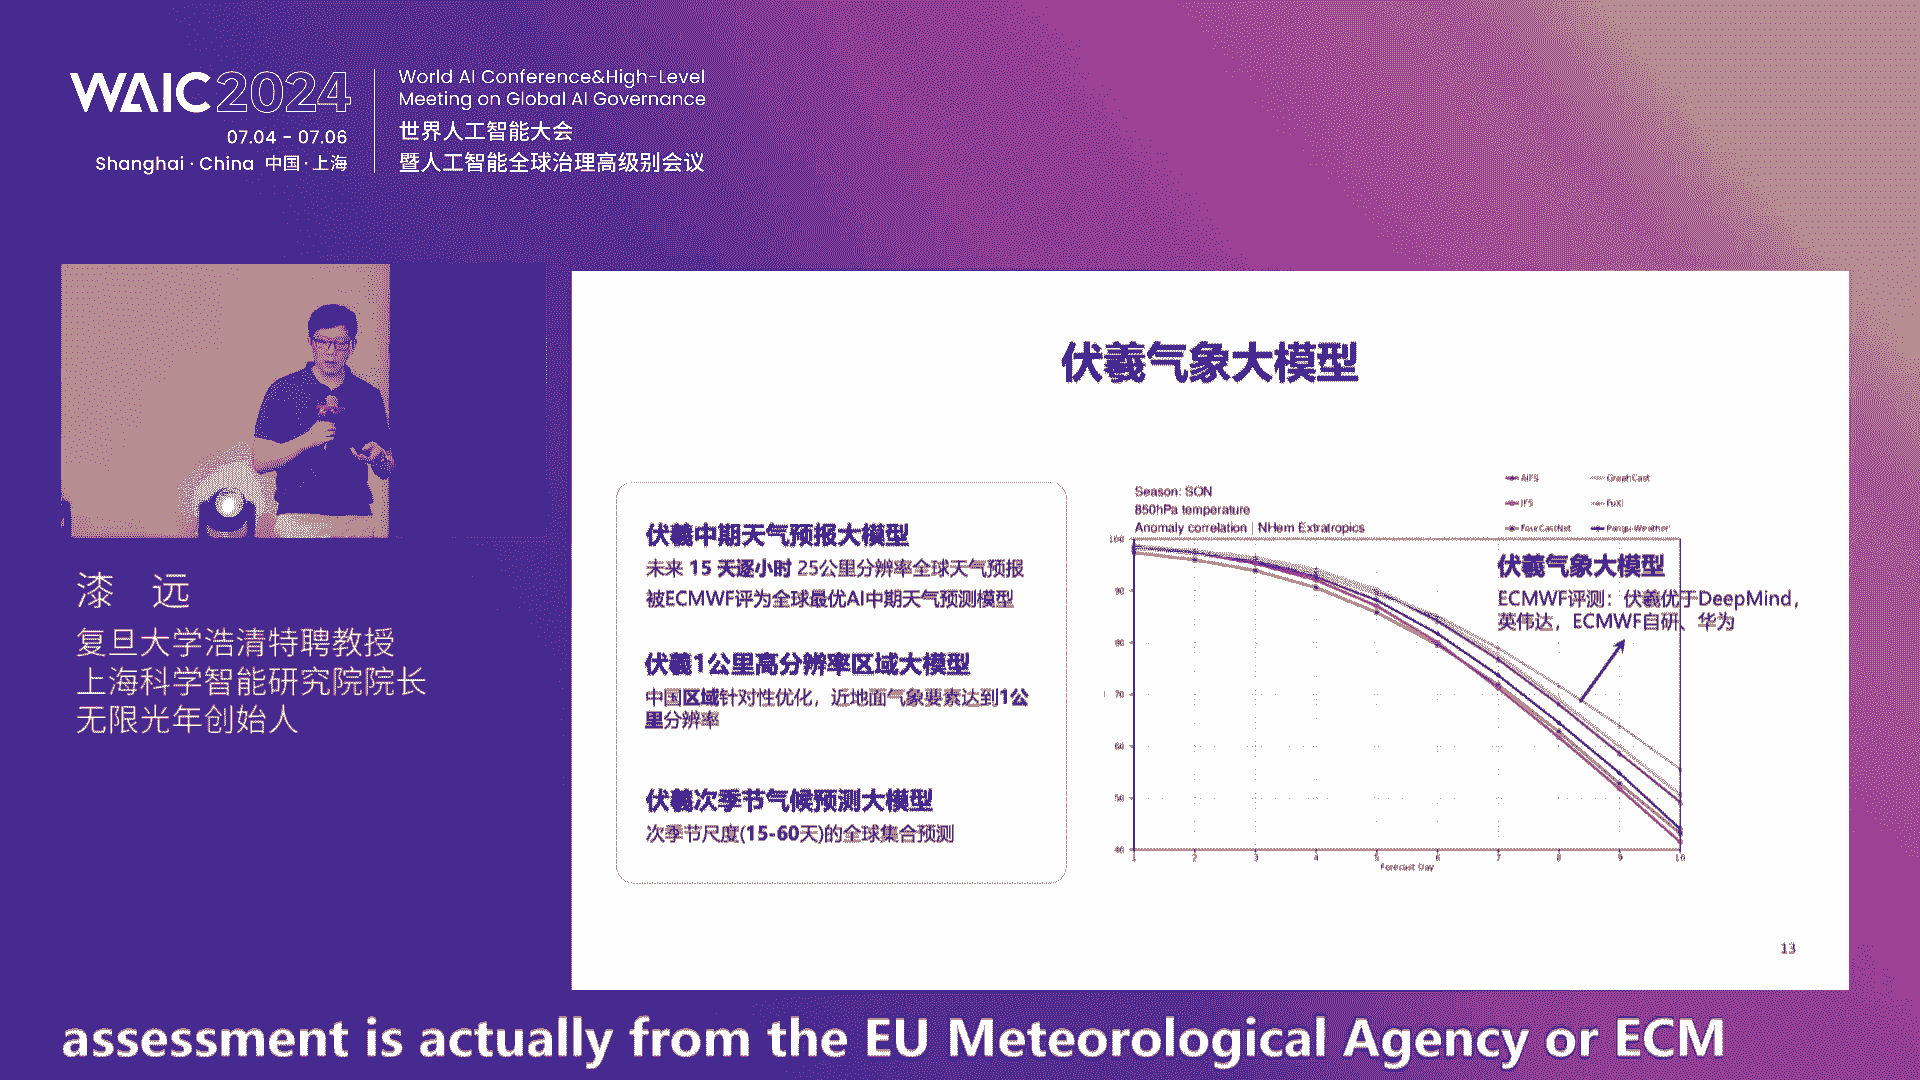 WAIC 2024
07.04 - 07.06
Shanghai · China 中国·上海
World AI Conference&High-Level
Meeting on Global AI Governance
世界人工智能大会
暨人工智能全球治理高级别会议
漆 远
复旦大学浩清特聘教授
上海科学智能研究院院长
无限光年创始人
伏羲气象大模型
伏羲中期天气预报大模型
未来 15 天逐小时 25公里分辨率全球天气预报
被ECMWF评为全球最优AI中期天气预测模型
伏羲1公里高分辨率区域大模型
中国区域针对性优化，近地面气象要素达到1公
里分辨率
伏羲次季节气候预测大模型
次季节尺度(15-60天)的全球集合预测
Season: SON
850hPa temperature
Anomaly correlation | NHem Extratropics
AIFS
GraphCast
IFS
FuXi
FourCastNet
Pangu-Weather
伏羲气象大模型
ECMWF评测：伏羲优于DeepMind，
英伟达，ECMWF自研、华为
100
90
80
70
60
50
40
1 2 3 4 5 6 7 8 9 10
Forecast Day
13
assessment is actually from the EU Meteorological Agency or ECM